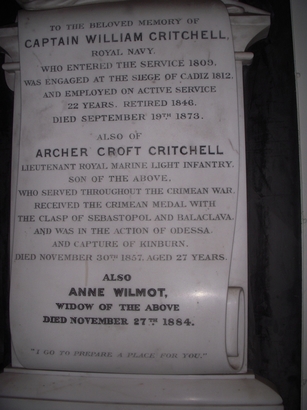 TO THE BELOVED MEMORY OF
CAPTAIN WILLIAM CRITCHELL,
ROYAL NAVY.
WHO ENTERED THE SERVICE 1809.
WAS ENGAGED AT THE SIEGE OF CADIZ 1812.
AND EMPLOYED ON ACTIVE SERVICE
22 YEARS. RETIRED 1846.
DIED SEPTEMBER 19TH 1873.
ALSO OF
ARCHER CROFT CRITCHELL
LIEUTENANT ROYAL MARINE LIGHT INFANTRY.
SON OF THE ABOVE.
WHO SERVED THROUGHOUT THE CRIMEAN WAR.
RECEIVED THE CRIMEAN MEDAL WITH
THE CLASP OF SEBASTOPOL AND BALACLAVA.
AND WAS IN THE ACTION OF ODESSA.
AND CAPTURE OF KINBURN.
DIED NOVEMBER 30TH 1857. AGED 27 YEARS.
ALSO
ANNE WILMOT,
WIDOW OF THE ABOVE
DIED NOVEMBER 27TH 1884.
"I GO TO PREPARE A PLACE FOR YOU."